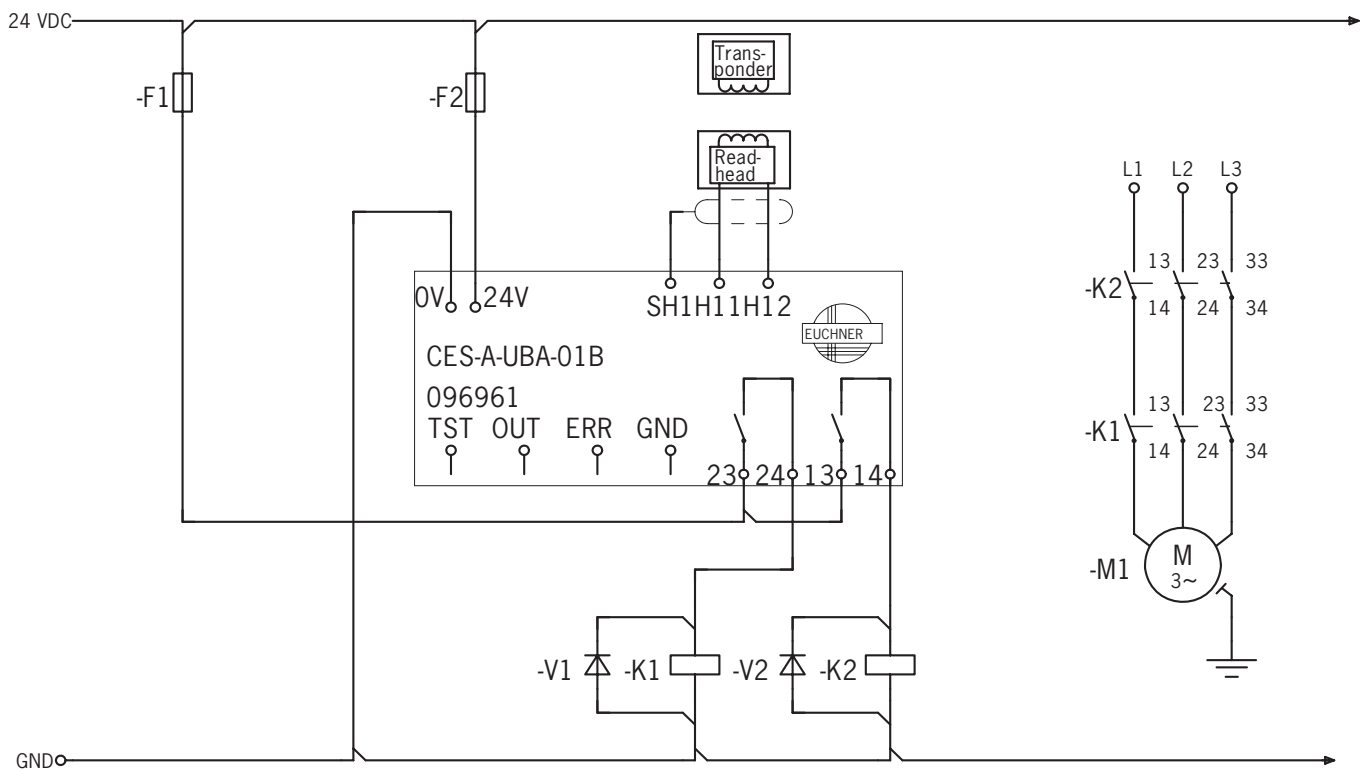 24 VDC
-F1
-F2
Trans-
ponder
Read-
head
L1 L2 L3
0V 24V
SH1 H11 H12
EUCHNER
CES-A-UBA-01B
096961
TST OUT ERR GND
23 24 13 14
-K2
13 23 33
14 24 34
-K1
13 23 33
14 24 34
-M1
M
3~
-V1 -K1 -V2 -K2
GND